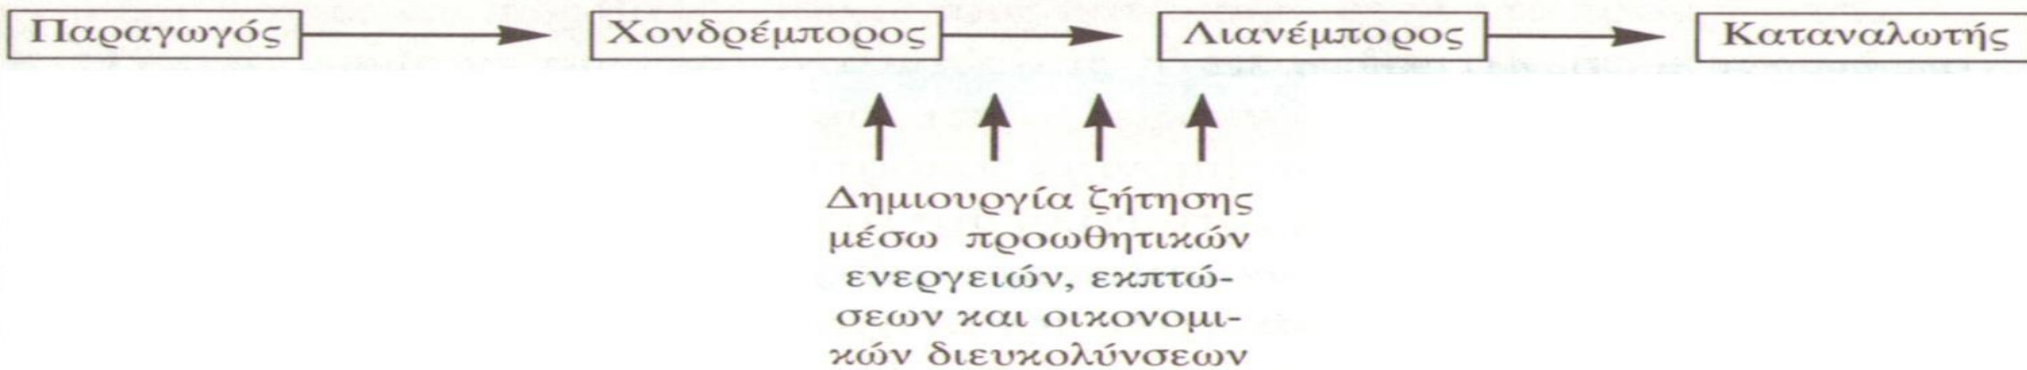 Παραγωγός Χονδρέμπορος Λιανέμπορος Καταναλωτής
Δημιουργία ζήτησης
μέσω προωθητικών
ενεργειών, εκπτώ-
σεων και οικονομι-
κών διευκολύνσεων